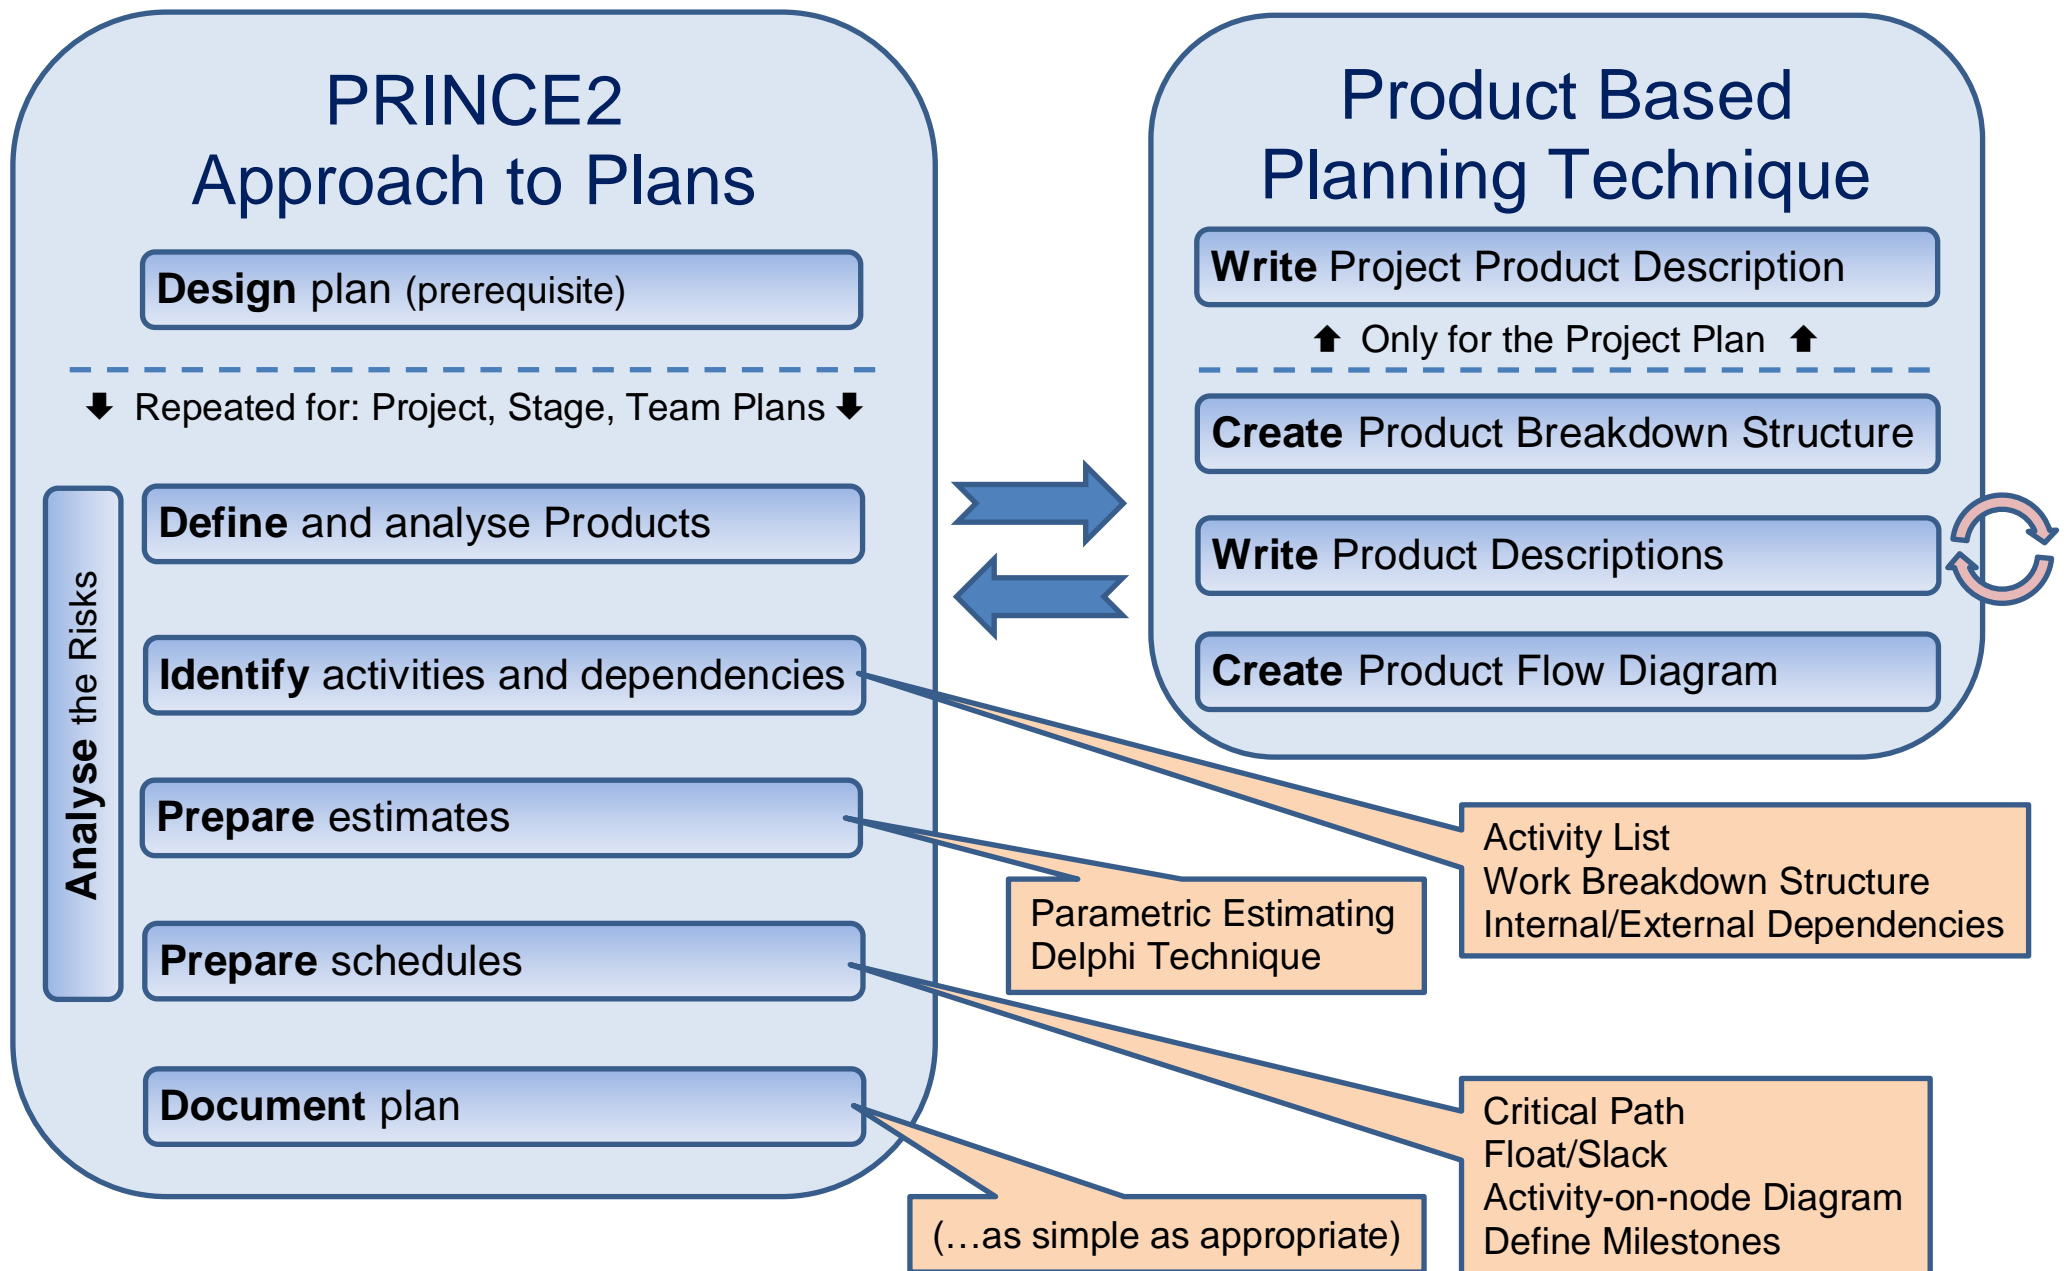 PRINCE2
Approach to Plans
Design plan (prerequisite)
Repeated for: Project, Stage, Team Plans
Analyse the Risks
Define and analyse Products
Identify activities and dependencies
Prepare estimates
Prepare schedules
Document plan
Product Based
Planning Technique
Write Project Product Description
Only for the Project Plan
Create Product Breakdown Structure
Write Product Descriptions
Create Product Flow Diagram
Activity List
Work Breakdown Structure
Internal/External Dependencies
Parametric Estimating
Delphi Technique
Critical Path
Float/Slack
Activity-on-node Diagram
Define Milestones
(…as simple as appropriate)